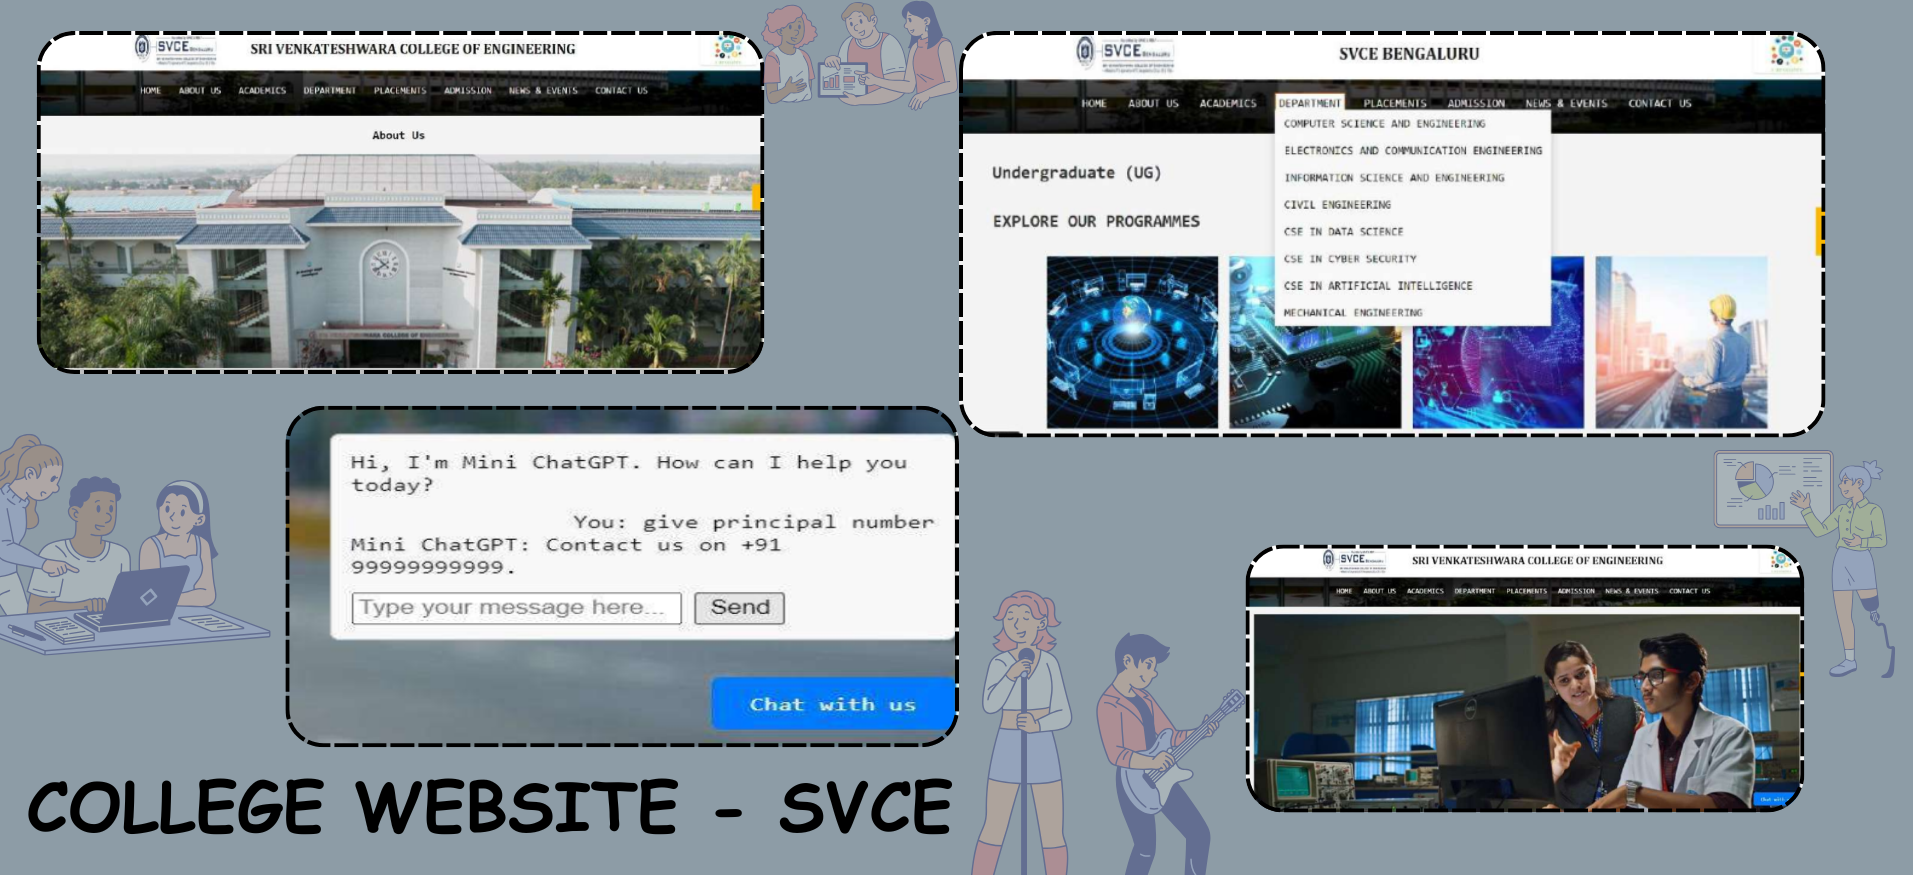 SVCE
SRI VENKATESHWARA COLLEGE OF ENGINEERING
HOME ABOUT US ACADEMICS DEPARTMENT PLACEMENTS ADMISSION NEWS & EVENTS CONTACT US
About Us
SVCE
SVCE BENGALURU
HOME ABOUT US ACADEMICS DEPARTMENT PLACEMENTS ADMISSION NEWS & EVENTS CONTACT US
COMPUTER SCIENCE AND ENGINEERING
ELECTRONICS AND COMMUNICATION ENGINEERING
INFORMATION SCIENCE AND ENGINEERING
CIVIL ENGINEERING
CSE IN DATA SCIENCE
CSE IN CYBER SECURITY
CSE IN ARTIFICIAL INTELLIGENCE
MECHANICAL ENGINEERING
Undergraduate (UG)
EXPLORE OUR PROGRAMMES
Hi, I'm Mini ChatGPT. How can I help you
today?
You: give principal number
Mini ChatGPT: Contact us on +91
99999999999.
Type your message here...
Send
Chat with us
SVCE
SRI VENKATESHWARA COLLEGE OF ENGINEERING
HOME ABOUT US ACADEMICS DEPARTMENT PLACEMENTS ADMISSION NEWS & EVENTS CONTACT US
Chat with
COLLEGE WEBSITE - SVCE